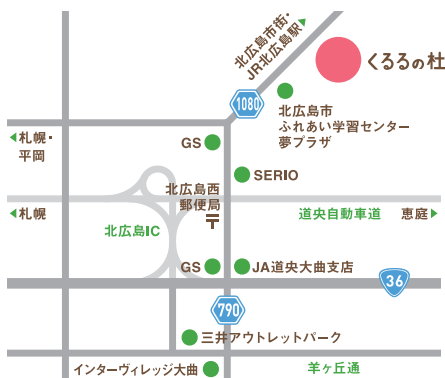 北広島市街・
JR北広島駅
くるるの杜
1080
北広島市
ふれあい学習センター
夢プラザ
札幌・
平岡
GS
SERIO
北広島西
郵便局
札幌
道央自動車道
恵庭
北広島IC
GS
JA道央大曲支店
36
790
三井アウトレットパーク
インターヴィレッジ大曲
羊ヶ丘通